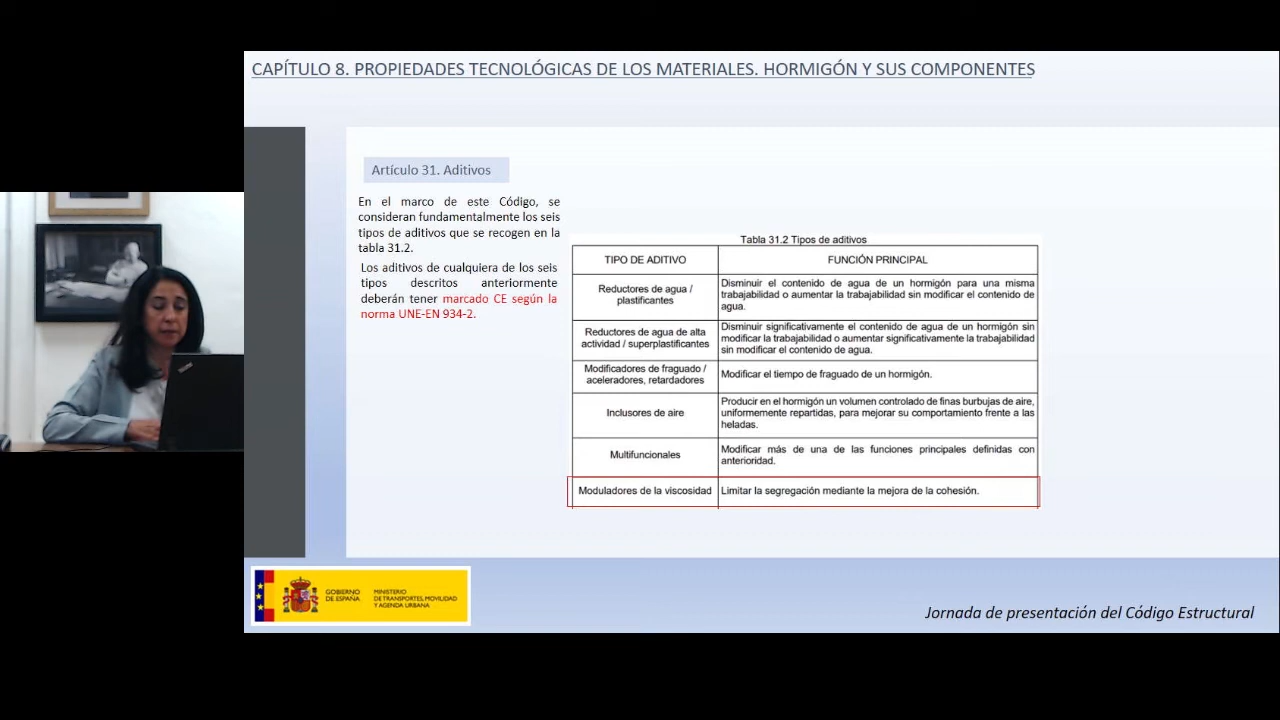 CAPÍTULO 8. PROPIEDADES TECNOLÓGICAS DE LOS MATERIALES. HORMIGÓN Y SUS COMPONENTES
Artículo 31. Aditivos
En el marco de este Código, se
consideran fundamentalmente los seis
tipos de aditivos que se recogen en la
tabla 31.2.
Los aditivos de cualquiera de los seis
tipos descritos anteriormente
deberán tener marcado CE según la
norma UNE-EN 934-2.
Tabla 31.2 Tipos de aditivos
TIPO DE ADITIVO
FUNCIÓN PRINCIPAL
Reductores de agua /
plastificantes
Disminuir el contenido de agua de un hormigón para una misma
trabajabilidad o aumentar la trabajabilidad sin modificar el contenido de
agua.
Reductores de agua de alta
actividad / superplastificantes
Disminuir significativamente el contenido de agua de un hormigón sin
modificar la trabajabilidad o aumentar significativamente la trabajabilidad
sin modificar el contenido de agua.
Modificadores de fraguado /
aceleradores, retardadores
Modificar el tiempo de fraguado de un hormigón.
Inclusores de aire
Producir en el hormigón un volumen controlado de finas burbujas de aire,
uniformemente repartidas, para mejorar su comportamiento frente a las
heladas.
Multifuncionales
Modificar más de una de las funciones principales definidas con
anterioridad.
Moduladores de la viscosidad
Limitar la segregación mediante la mejora de la cohesión.
GOBIERNO
DE ESPAÑA
MINISTERIO
DE TRANSPORTES, MOVILIDAD
Y AGENDA URBANA
Jornada de presentación del Código Estructural